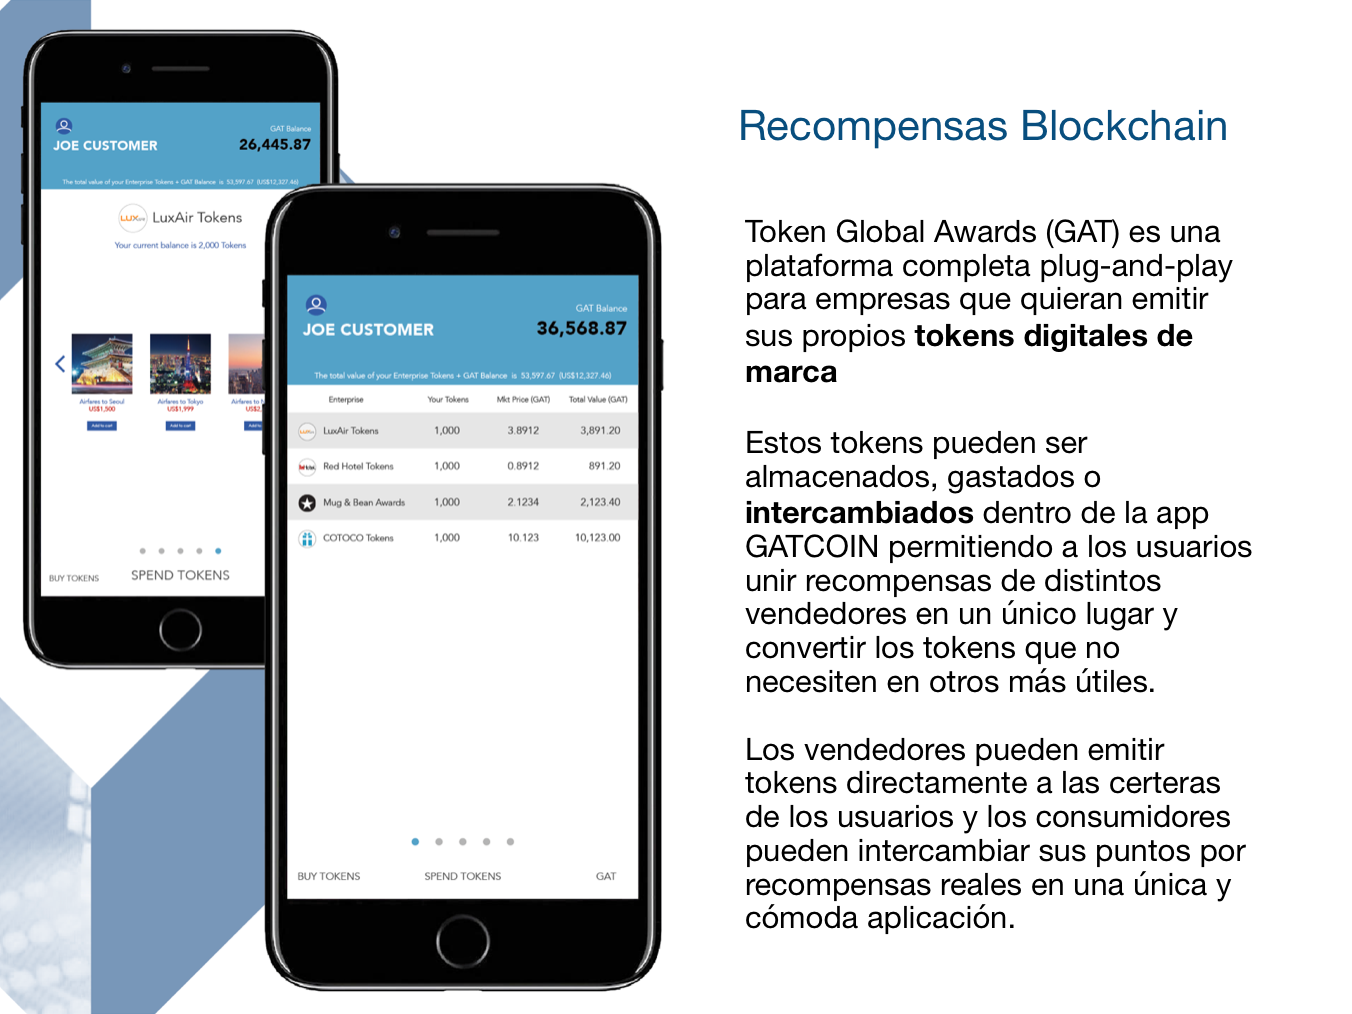 JOE CUSTOMER
GAT Balance
26,445.87
The total value of your Enterprise Tokens + GAT Balance is 53,597.67 (US$12,327.46)
LUX
LuxAir Tokens
Your current balance is 2,000 Tokens
Airfares to Seoul
US$1,500
Add to cart
Airfares to Tokyo
US$1,999
Add to cart
Airfares to
US$2,
Add to
BUY TOKENS
SPEND TOKENS
JOE CUSTOMER
GAT Balance
36,568.87
The total value of your Enterprise Tokens + GAT Balance is 53,597.67 (US$12,327.46)
Enterprise Your Tokens Mkt Price (GAT) Total Value (GAT)
LuxAir Tokens 1,000 3.8912 3,891.20
Red Hotel Tokens 1,000 0.8912 891.20
Mug & Bean Awards 1,000 2.1234 2,123.40
COTOCO Tokens 1,000 10.123 10,123.00
BUY TOKENS SPEND TOKENS GAT
Recompensas Blockchain
Token Global Awards (GAT) es una
plataforma completa plug-and-play
para empresas que quieran emitir
sus propios tokens digitales de
marca
Estos tokens pueden ser
almacenados, gastados o
intercambiados dentro de la app
GATCOIN permitiendo a los usuarios
unir recompensas de distintos
vendedores en un único lugar y
convertir los tokens que no
necesiten en otros más útiles.
Los vendedores pueden emitir
tokens directamente a las certeras
de los usuarios y los consumidores
pueden intercambiar sus puntos por
recompensas reales en una única y
cómoda aplicación.